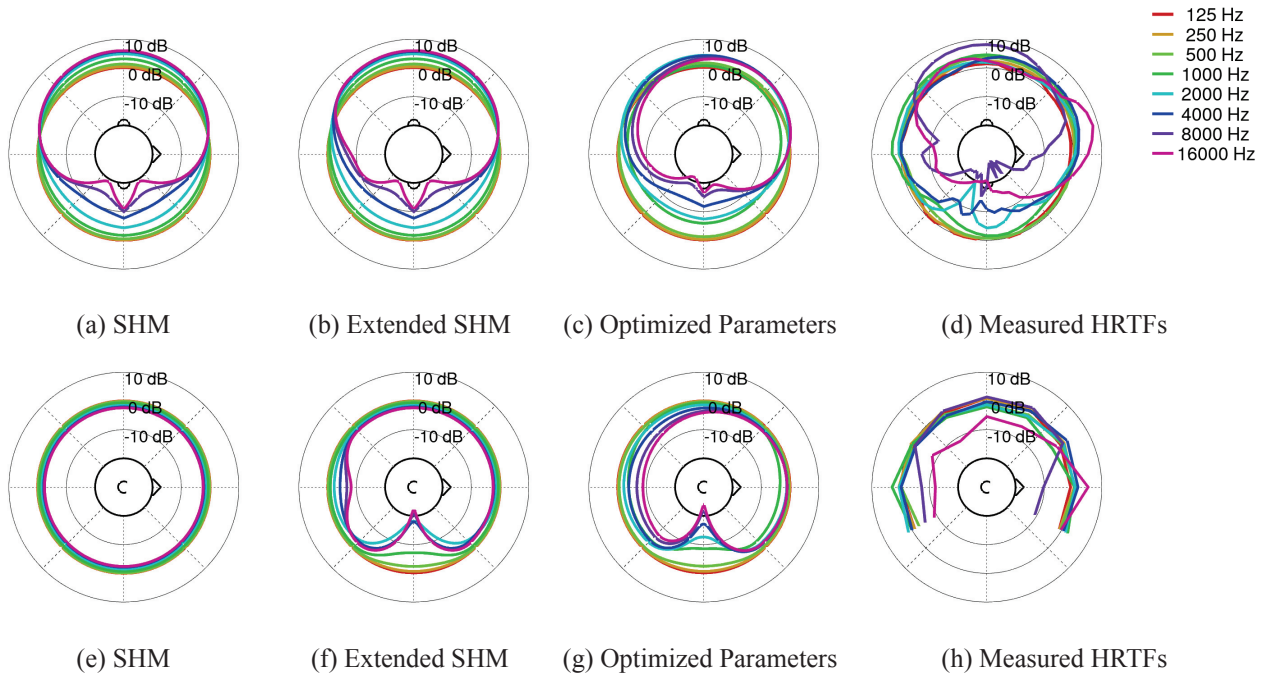 10 dB
0 dB
-10 dB
10 dB
0 dB
-10 dB
10 dB
0 dB
-10 dB
10 dB
0 dB
-10 dB
125 Hz
250 Hz
500 Hz
1000 Hz
2000 Hz
4000 Hz
8000 Hz
16000 Hz
(a) SHM
(b) Extended SHM
(c) Optimized Parameters
(d) Measured HRTFs
10 dB
0 dB
-10 dB
10 dB
0 dB
-10 dB
10 dB
0 dB
-10 dB
10 dB
0 dB
-10 dB
(e) SHM
(f) Extended SHM
(g) Optimized Parameters
(h) Measured HRTFs